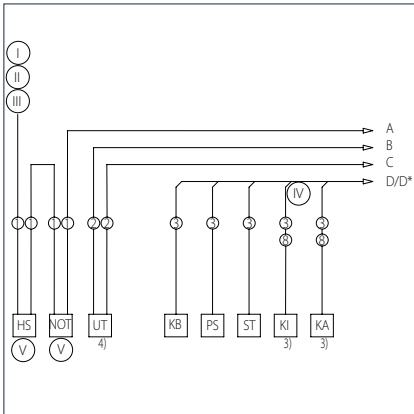 I
II
III
A
B
C
D/D*
IV
1 1 1 1 2 2 3 3 3 3 3
8 8
HS NOT UT KB PS ST KI KA
4) 3) 3)
V V